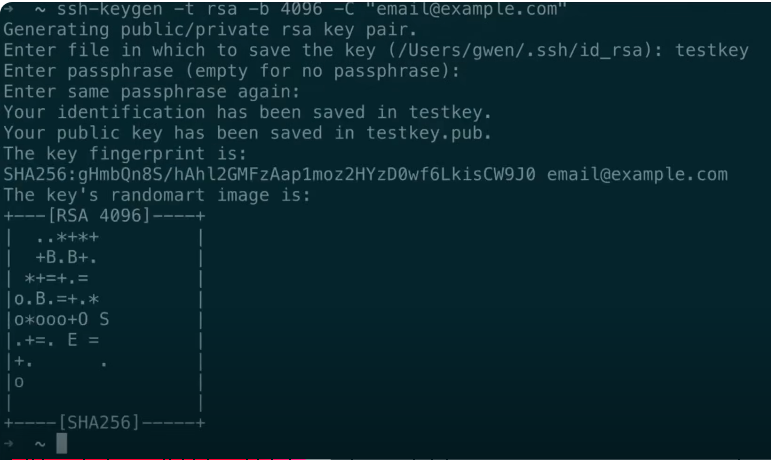 → ~ ssh-keygen -t rsa -b 4096 -C "email@example.com"
Generating public/private rsa key pair.
Enter file in which to save the key (/Users/gwen/.ssh/id_rsa): testkey
Enter passphrase (empty for no passphrase):
Enter same passphrase again:
Your identification has been saved in testkey.
Your public key has been saved in testkey.pub.
The key fingerprint is:
SHA256:gHmbQn8S/hAhl2GMFzAap1moz2HYzD0wf6LkisCW9J0 email@example.com
The key's randomart image is:
+---[RSA 4096]----+
|  ..*+*+         |
|  +B.B+.         |
| *+=+.=          |
|o.B.=+.*         |
|o*ooo+O S        |
|.+=. E =         |
|+.      .        |
|o                |
|                 |
+----[SHA256]-----+
→ ~